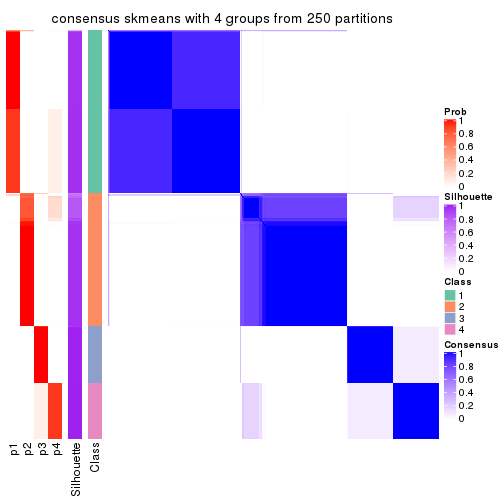 consensus skmeans with 4 groups from 250 partitions
Prob
1
0.8
0.6
0.4
0.2
0
Silhouette
1
0.8
0.6
0.4
0.2
0
Class
1
2
3
4
Consensus
1
0.8
0.6
0.4
0.2
0
p1
p2
p3
p4
Silhouette
Class